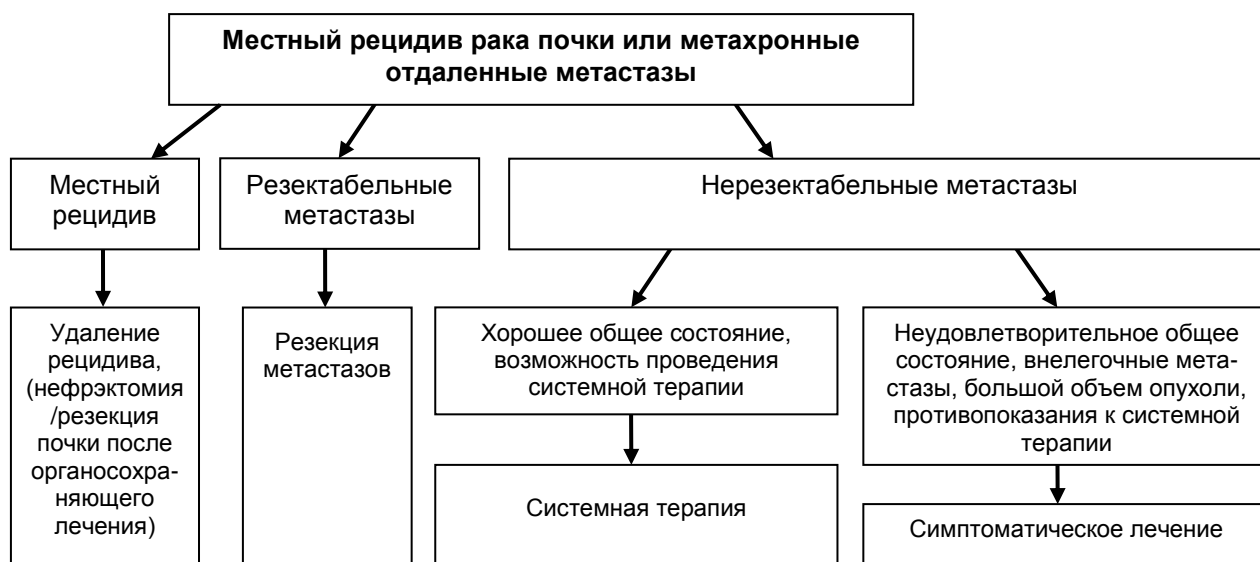 Местный рецидив рака почки или метахронные
отдаленные метастазы
Местный
рецидив
Резектабельные
метастазы
Нерезектабельные метастазы
Удаление
рецидива,
(нефрэктомия
/резекция
почки после
органосохра-
няющего
лечения)
Резекция
метастазов
Хорошее общее состояние,
возможность проведения
системной терапии
Неудовлетворительное общее
состояние, внелегочные мета-
стазы, большой объем опухоли,
противопоказания к системной
терапии
Системная терапия
Симптоматическое лечение